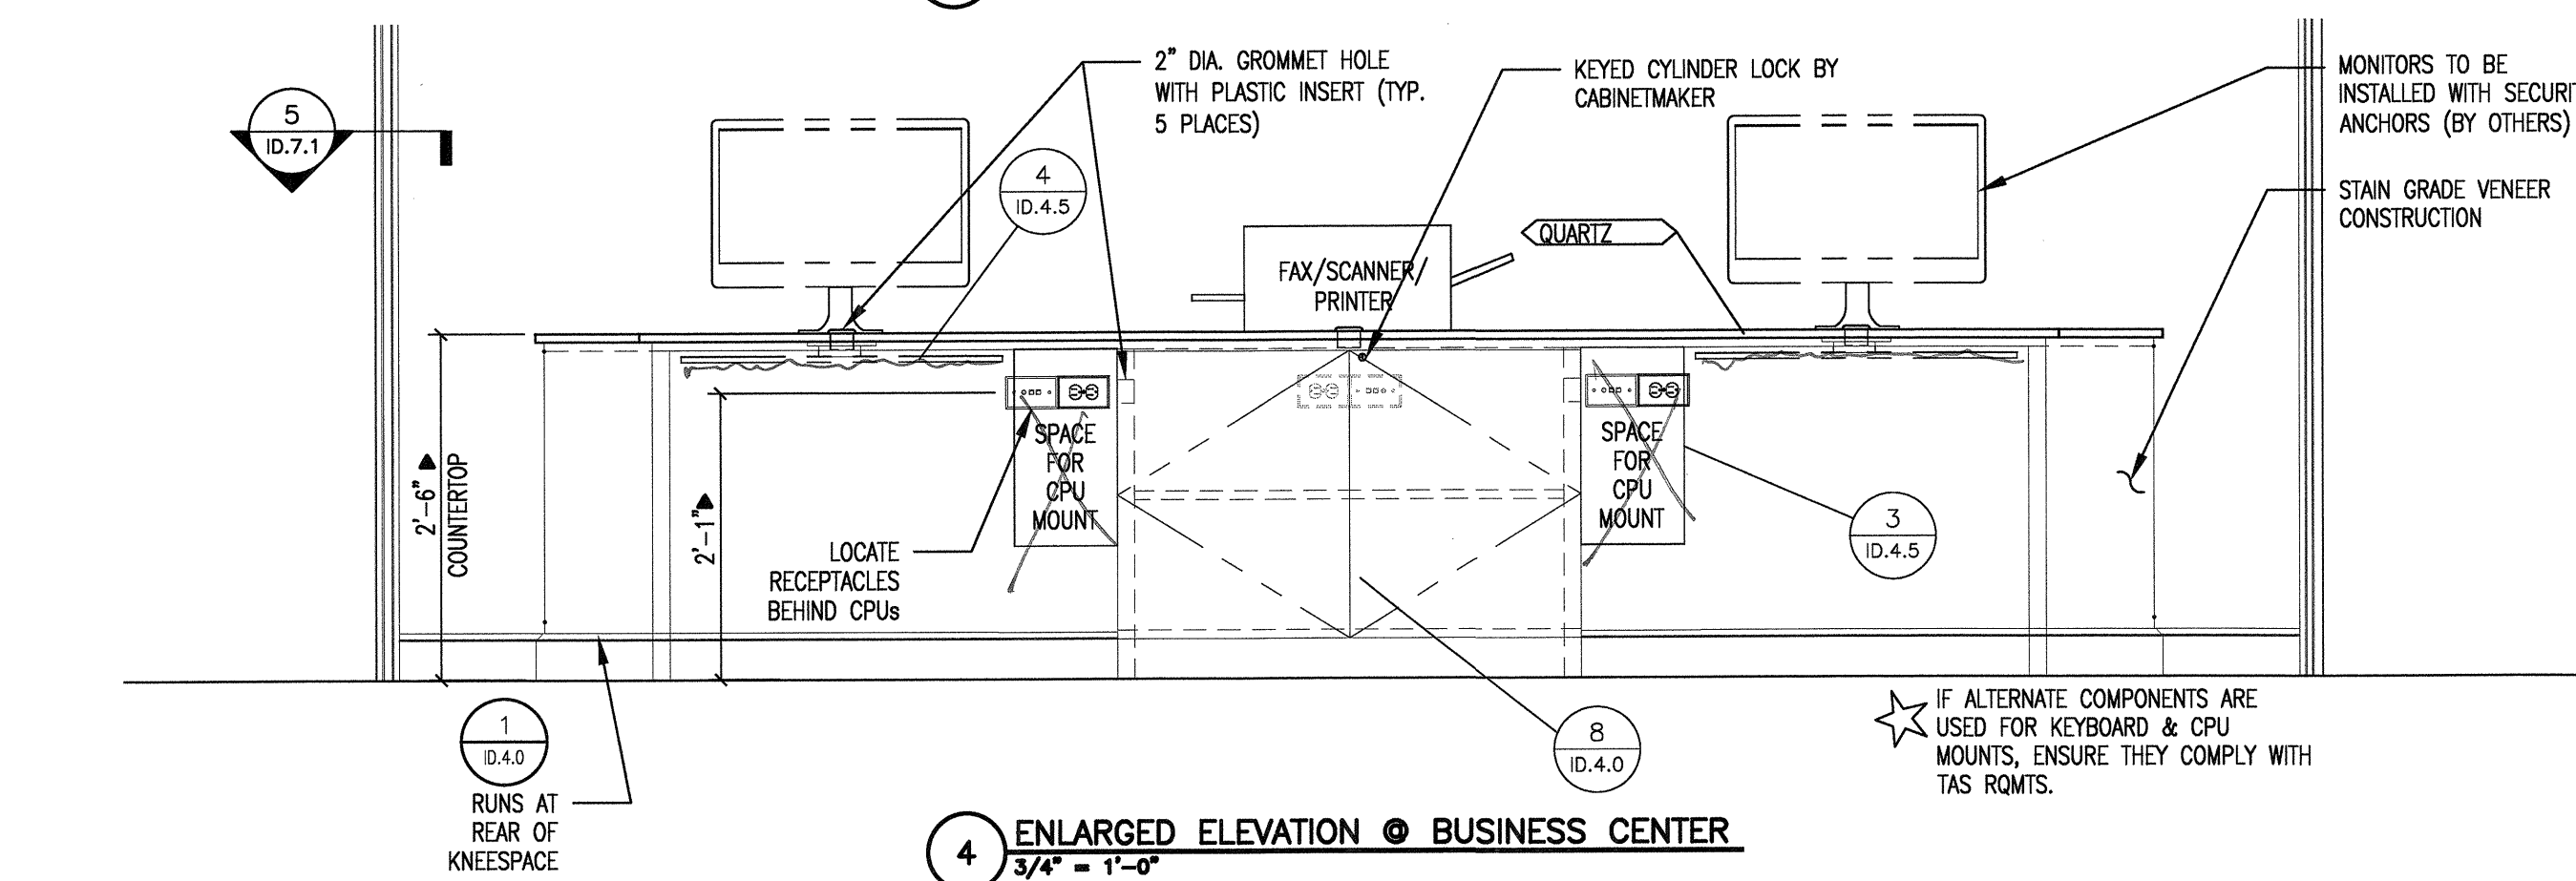 2" DIA. GROMMET HOLE
WITH PLASTIC INSERT (TYP.
5 PLACES)
KEYED CYLINDER LOCK BY
CABINETMAKER
MONITORS TO BE
INSTALLED WITH SECURIT
ANCHORS (BY OTHERS)
STAIN GRADE VENEER
CONSTRUCTION
5
ID.7.1
4
ID.4.5
QUARTZ
FAX/SCANNER/
PRINTER
2'-6"
COUNTERTOP
2'-1"
SPACE
FOR
CPU
MOUNT
SPACE
FOR
CPU
MOUNT
LOCATE
RECEPTACLES
BEHIND CPUs
3
ID.4.5
1
ID.4.0
RUNS AT
REAR OF
KNEESPACE
8
ID.4.0
IF ALTERNATE COMPONENTS ARE
USED FOR KEYBOARD & CPU
MOUNTS, ENSURE THEY COMPLY WITH
TAS RQMTS.
4
ENLARGED ELEVATION @ BUSINESS CENTER
3/4" = 1'-0"